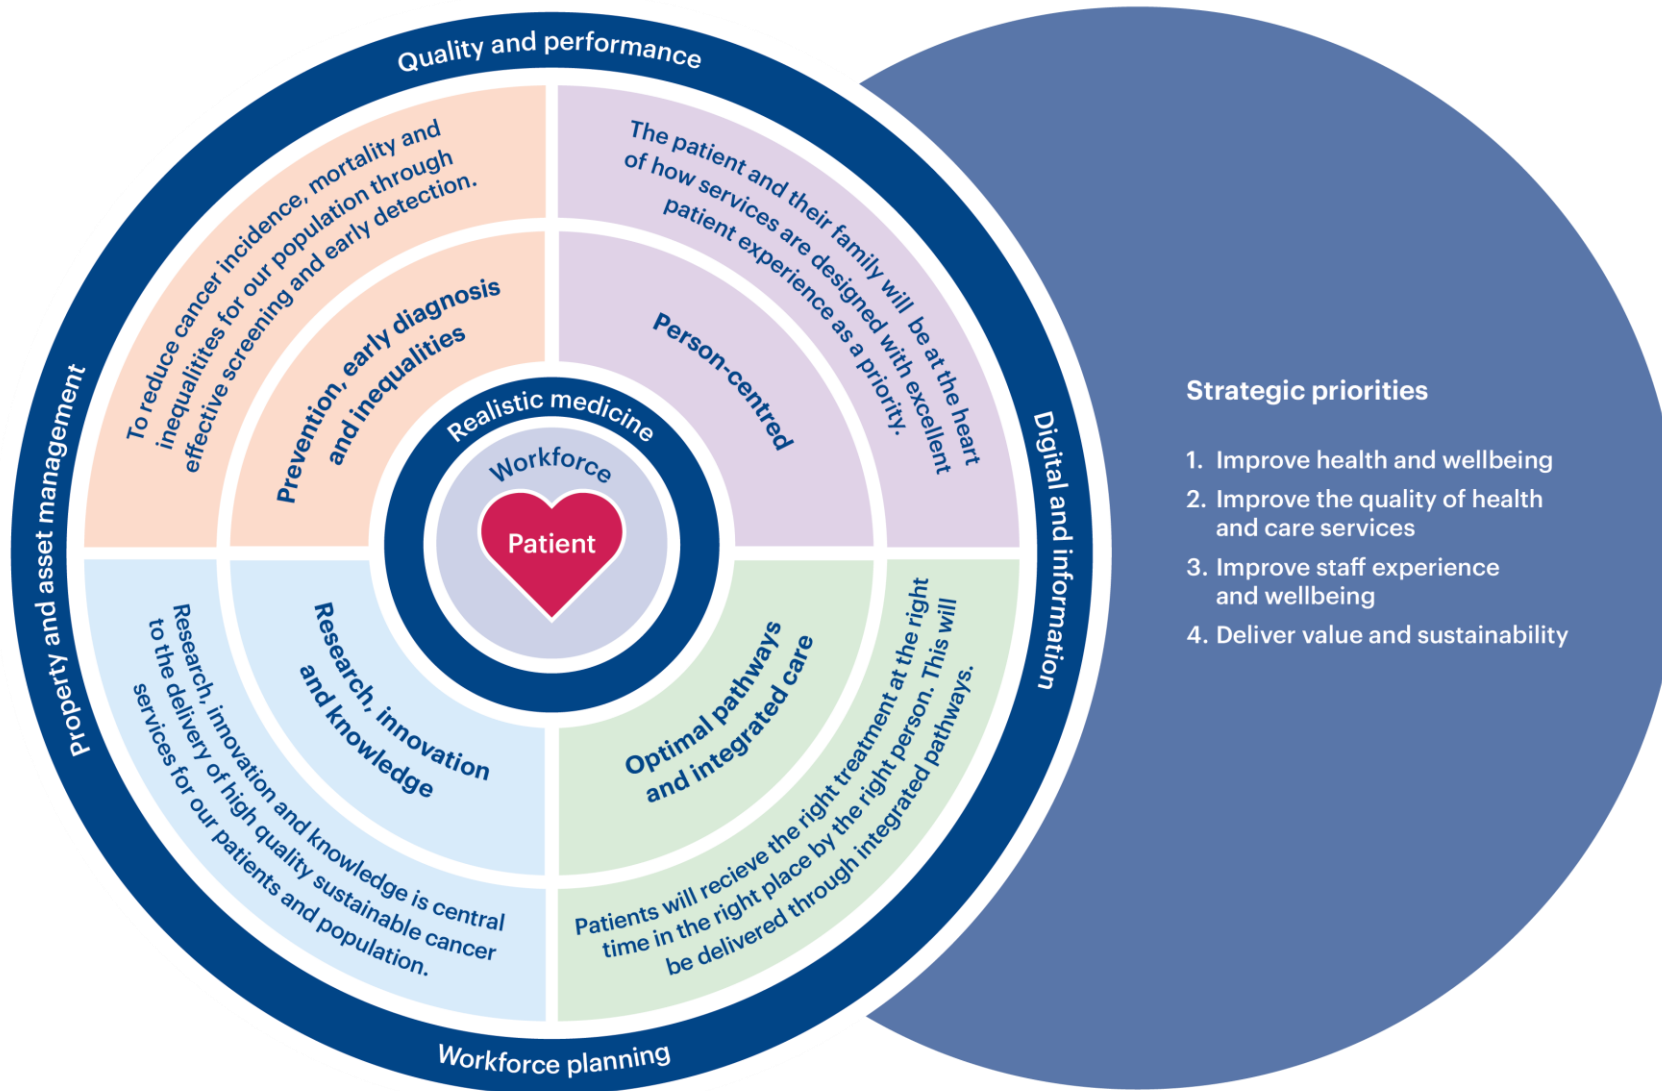 Quality and performance
To reduce cancer incidence, mortality and
inequalitites for our population through
effective screening and early detection.
Prevention, early diagnosis
and inequalities
The patient and their family will be at the heart
of how services are designed with excellent
patient experience as a priority.
Person-centred
Realistic medicine
Workforce
Patient
Property and asset management
Digital and information
Research, innovation
and knowledge
Research, innovation and knowledge is central
to the delivery of high quality sustainable cancer
services for our patients and population.
Optimal pathways
and integrated care
Patients will recieve the right treatment at the right
time in the right place by the right person. This will
be delivered through integrated pathways.
Workforce planning
Strategic priorities
1. Improve health and wellbeing
2. Improve the quality of health
and care services
3. Improve staff experience
and wellbeing
4. Deliver value and sustainability